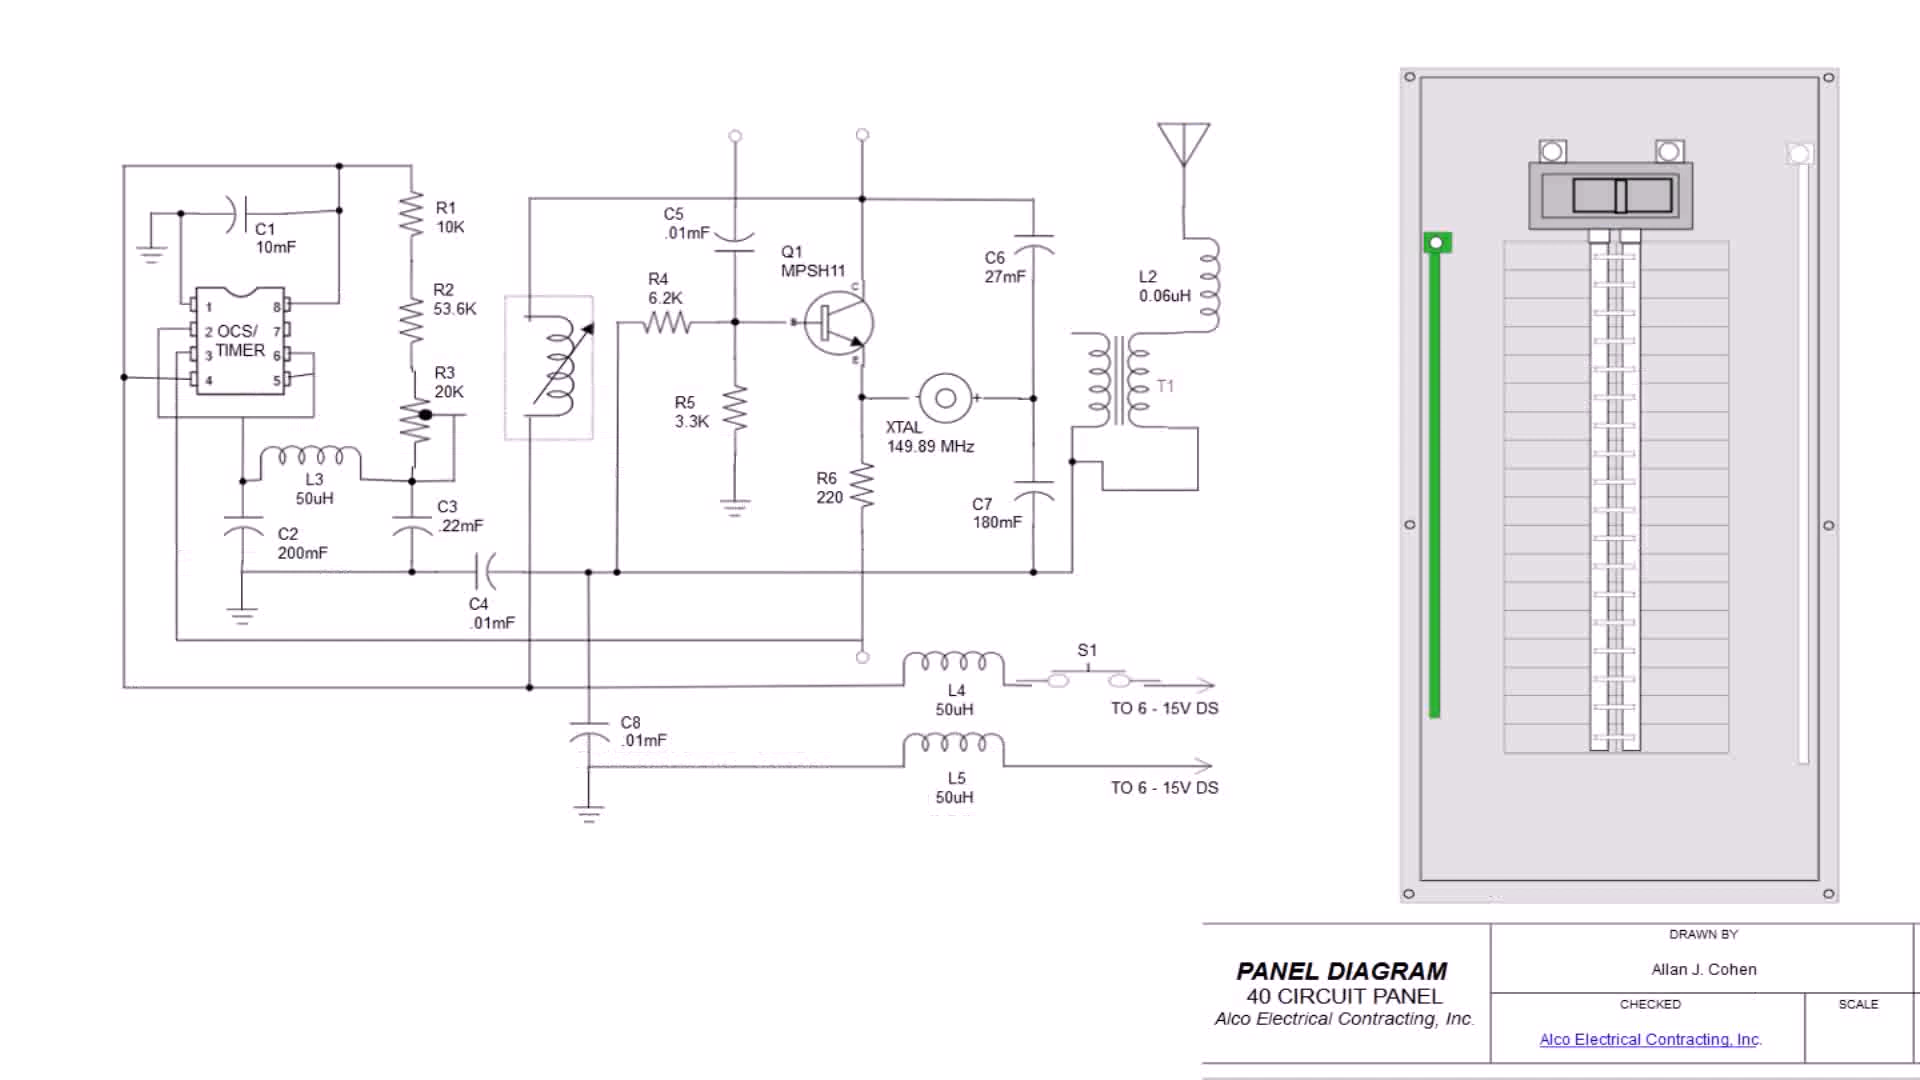 R1
10K
C1
10mF
R2
53.6K
R3
20K
1
2
3
4
8
7
6
5
OCS/
TIMER
L3
50uH
C2
200mF
C3
.22mF
C4
.01mF
C5
.01mF
Q1
MPSH11
R4
6.2K
C
B
R5
3.3K
XTAL
149.89 MHz
R6
220
C6
27mF
C7
180mF
L2
0.06uH
T1
S1
L4
50uH
TO 6 - 15V DS
C8
.01mF
L5
50uH
TO 6 - 15V DS
PANEL DIAGRAM
40 CIRCUIT PANEL
Alco Electrical Contracting, Inc.
DRAWN BY
Allan J. Cohen
CHECKED
Alco Electrical Contracting, Inc.
SCALE